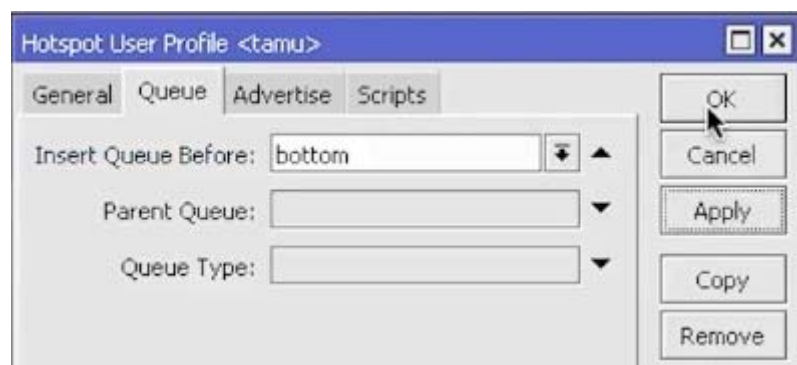 Hotspot User Profile <tamu>
General Queue Advertise Scripts
Insert Queue Before: bottom
Parent Queue:
Queue Type:
OK
Cancel
Apply
Copy
Remove